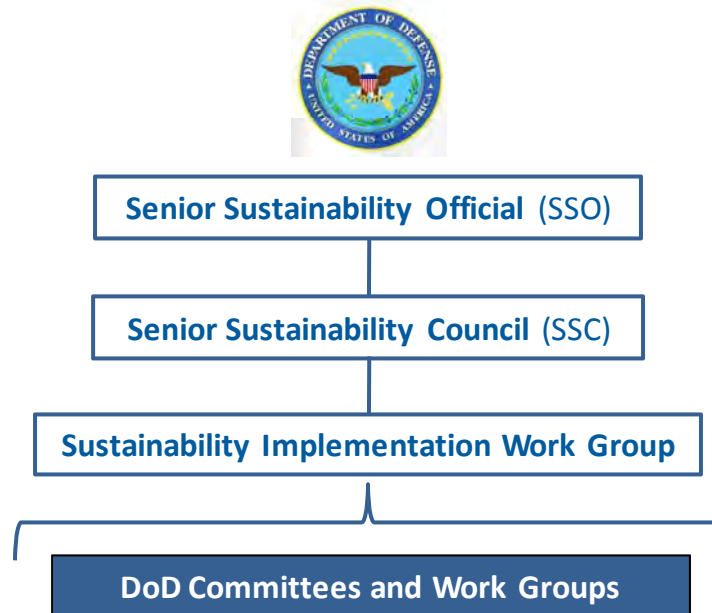 DEPARTMENT OF DEFENSE
UNITED STATES OF AMERICA
Senior Sustainability Official (SSO)
Senior Sustainability Council (SSC)
Sustainability Implementation Work Group
DoD Committees and Work Groups